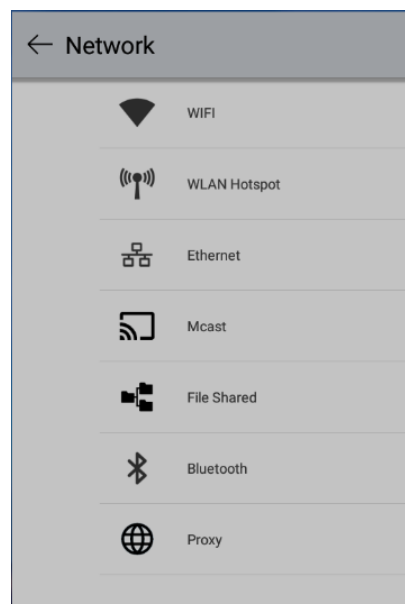 Network
WIFI
WLAN Hotspot
Ethernet
Mcast
File Shared
Bluetooth
Proxy